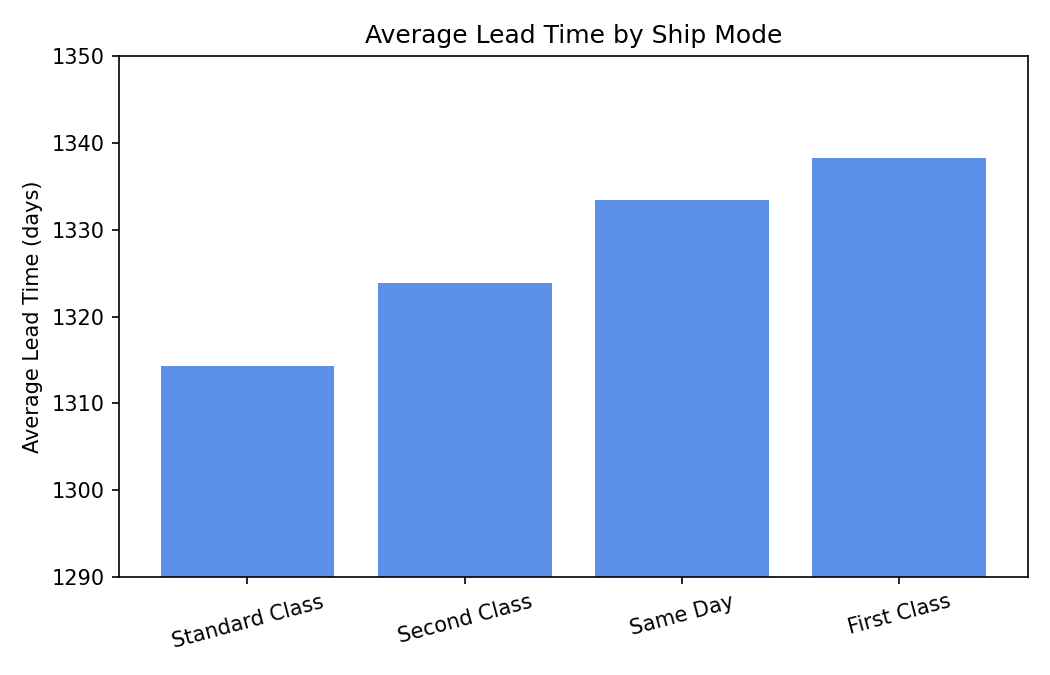 Average Lead Time by Ship Mode
Average Lead Time (days)
1350
1340
1330
1320
1310
1300
1290
Standard Class
Second Class
Same Day
First Class